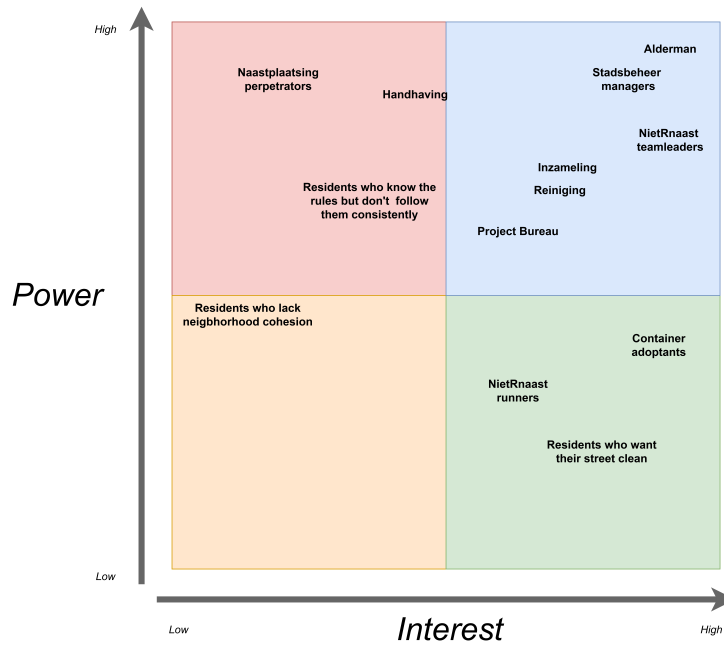 High
Alderman
Naastplaatsing
perpetrators
Stadsbeheer
managers
Handhaving
NietRnaast
teamleaders
Inzameling
Residents who know the
rules but don't follow
them consistently
Reiniging
Project Bureau
Power
Residents who lack
neigbhorhood cohesion
Container
adoptants
NietRnaast
runners
Residents who want
their street clean
Low
Low
Interest
High